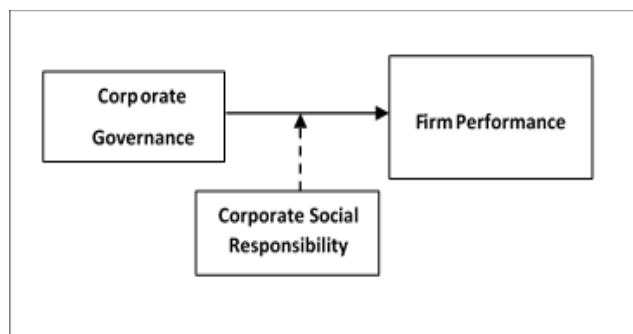 Corporate
Governance
Firm Performance
Corporate Social
Responsibility